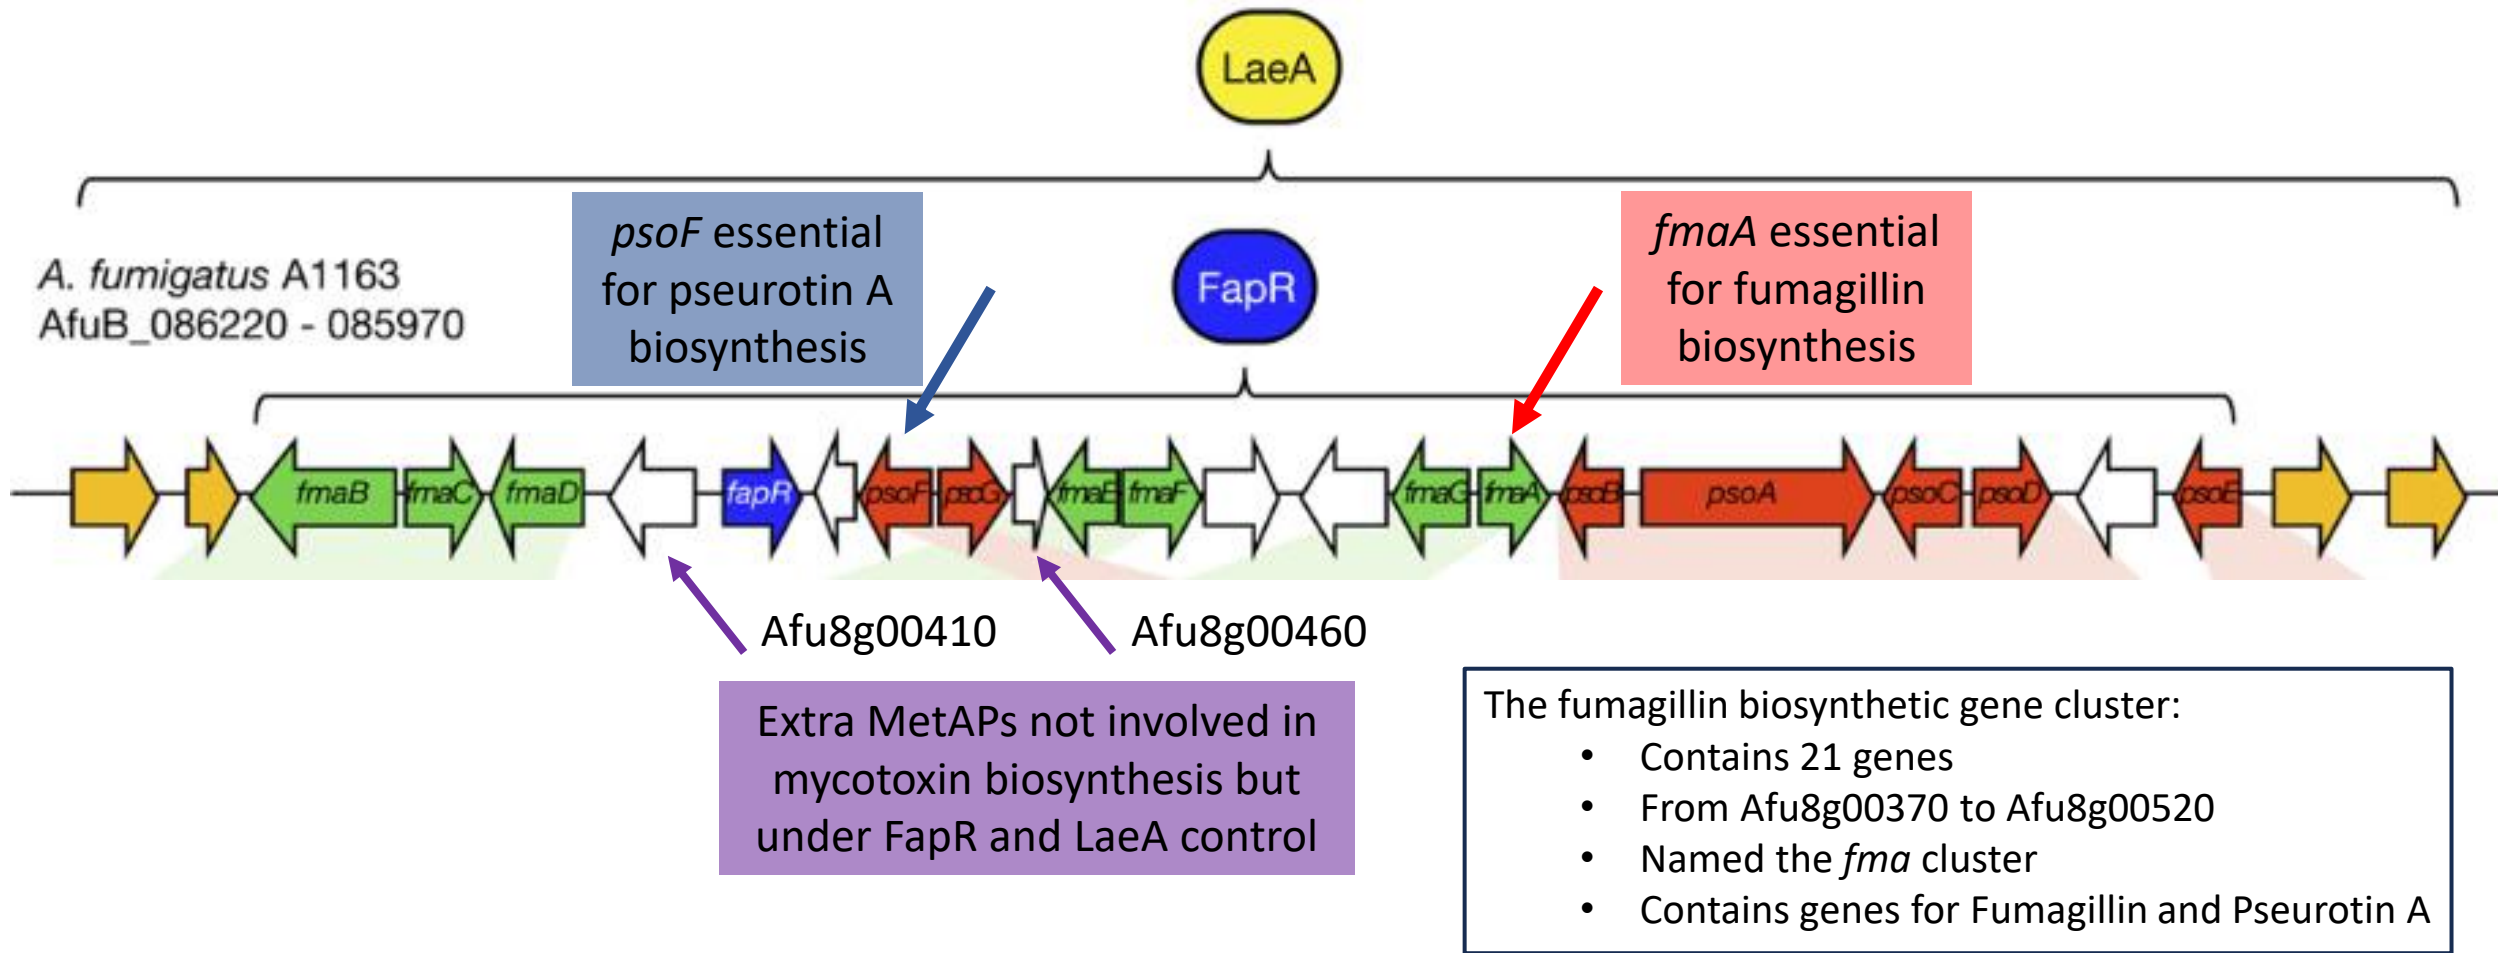 LaeA
psoF essential
for pseurotin A
biosynthesis
fmaA essential
for fumagillin
biosynthesis
A. fumigatus A1163
AfuB_086220 - 085970
FapR
fmaB fmaC fmaD fapR psoF psoG fmaE fmaF fmaG fmaA psoB psoA psoC psoD psoE
Afu8g00410 Afu8g00460
Extra MetAPs not involved in
mycotoxin biosynthesis but
under FapR and LaeA control
The fumagillin biosynthetic gene cluster:
• Contains 21 genes
• From Afu8g00370 to Afu8g00520
• Named the fma cluster
• Contains genes for Fumagillin and Pseurotin A